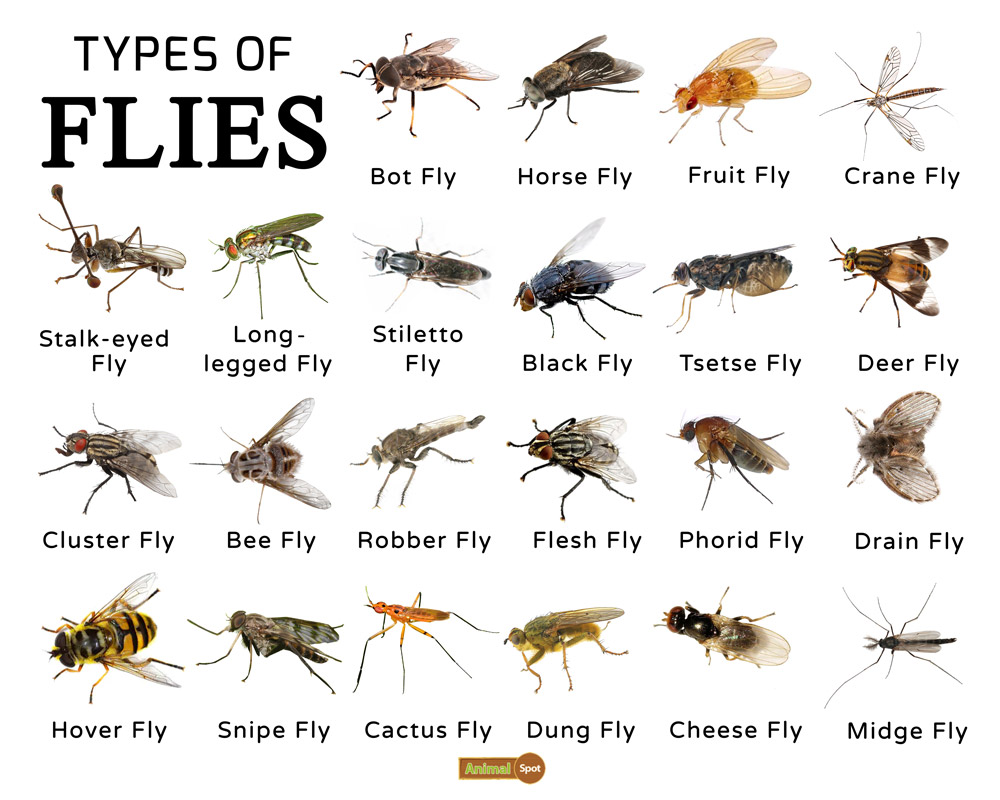 TYPES OF
FLIES
Bot Fly
Horse Fly
Fruit Fly
Crane Fly
Stalk-eyed
Fly
Long-
legged Fly
Stiletto
Fly
Black Fly
Tsetse Fly
Deer Fly
Cluster Fly
Bee Fly
Robber Fly
Flesh Fly
Phorid Fly
Drain Fly
Hover Fly
Snipe Fly
Cactus Fly
Dung Fly
Cheese Fly
Midge Fly
Animal Spot